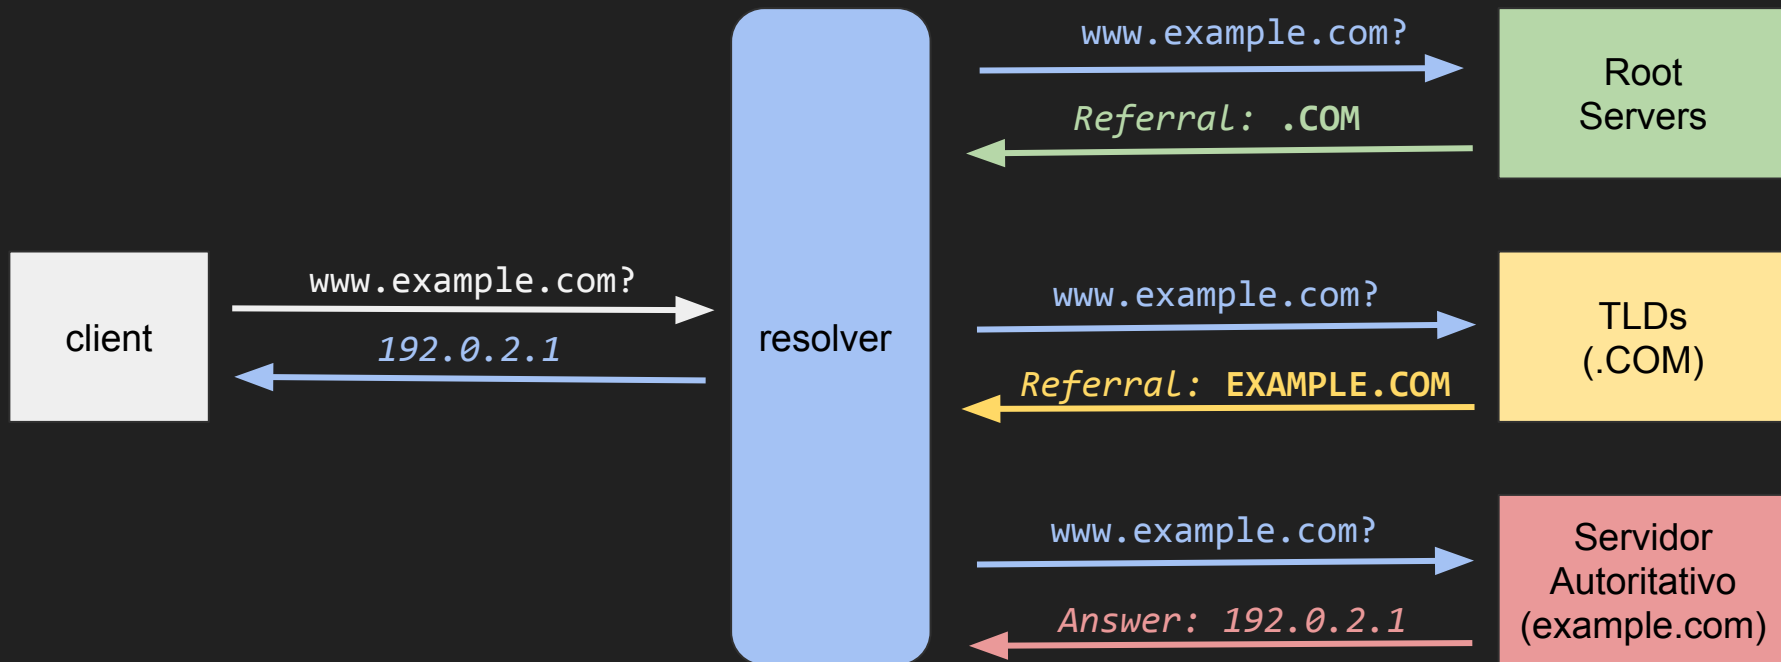 www.example.com?
Referral: .COM
Root
Servers
client
www.example.com?
192.0.2.1
resolver
www.example.com?
Referral: EXAMPLE.COM
TLDs
(.COM)
www.example.com?
Answer: 192.0.2.1
Servidor
Autoritativo
(example.com)